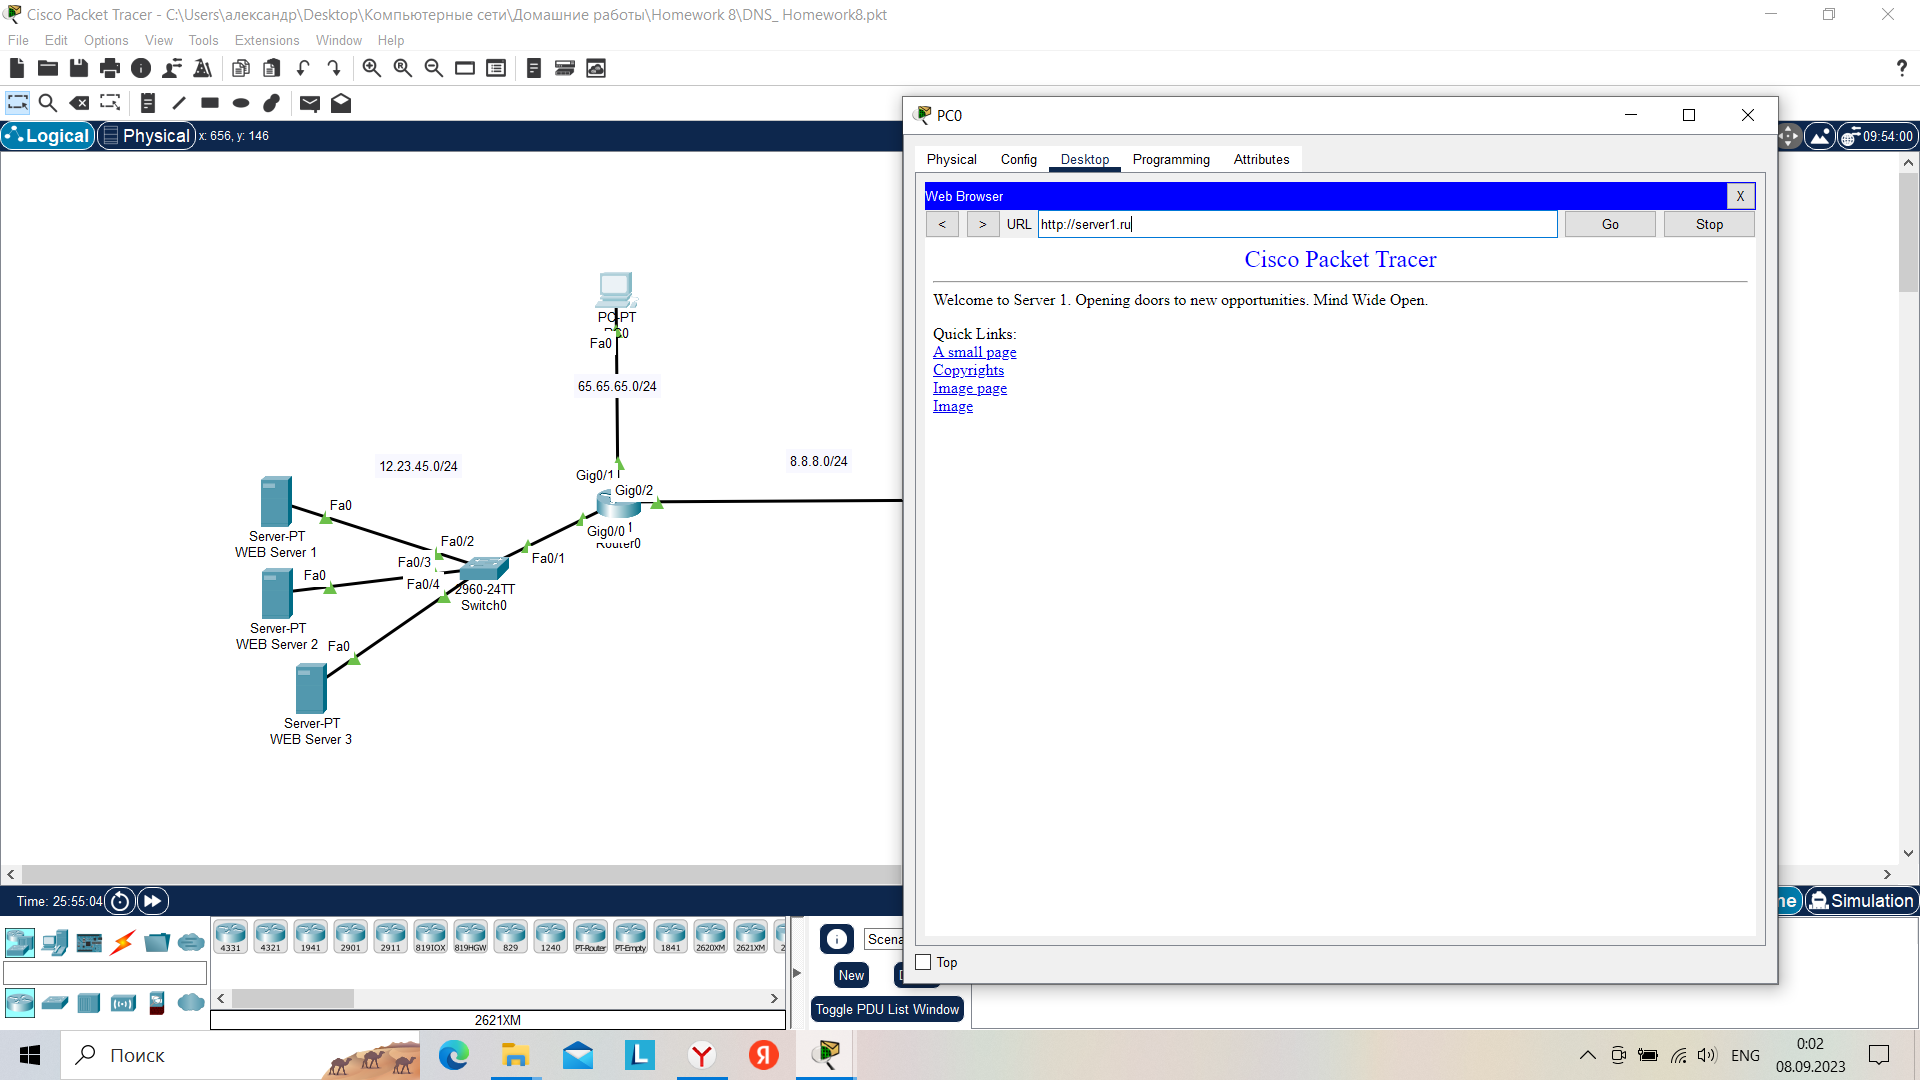 Cisco Packet Tracer - C:\Users\александр\Desktop\Компьютерные сети\Домашние работы\Homework 8\DNS_ Homework8.pkt
File Edit Options View Tools Extensions Window Help
?
Logical Physical x: 656, y: 146
09:54:00
PC0
Physical Config Desktop Programming Attributes
Web Browser X
< > URL http://server1.ru Go Stop
Cisco Packet Tracer
Welcome to Server 1. Opening doors to new opportunities. Mind Wide Open.
Quick Links:
A small page
Copyrights
Image page
Image
Top
PC-PT
Fa0
65.65.65.0/24
12.23.45.0/24
8.8.8.0/24
Gig0/1
Gig0/2
Gig0/0
Router0
Fa0
Server-PT
WEB Server 1
Fa0/2
Fa0/3
Fa0/4
Fa0/1
2960-24TT
Switch0
Fa0
Server-PT
WEB Server 2
Fa0
Server-PT
WEB Server 3
Time: 25:55:04
Simulation
4331 4321 1941 2901 2911 819IOX 819HGW 829 1240 PT-Router PT-Empty 1841 2620XM 2621XM
New
Toggle PDU List Window
2621XM
Поиск
ENG
0:02
08.09.2023